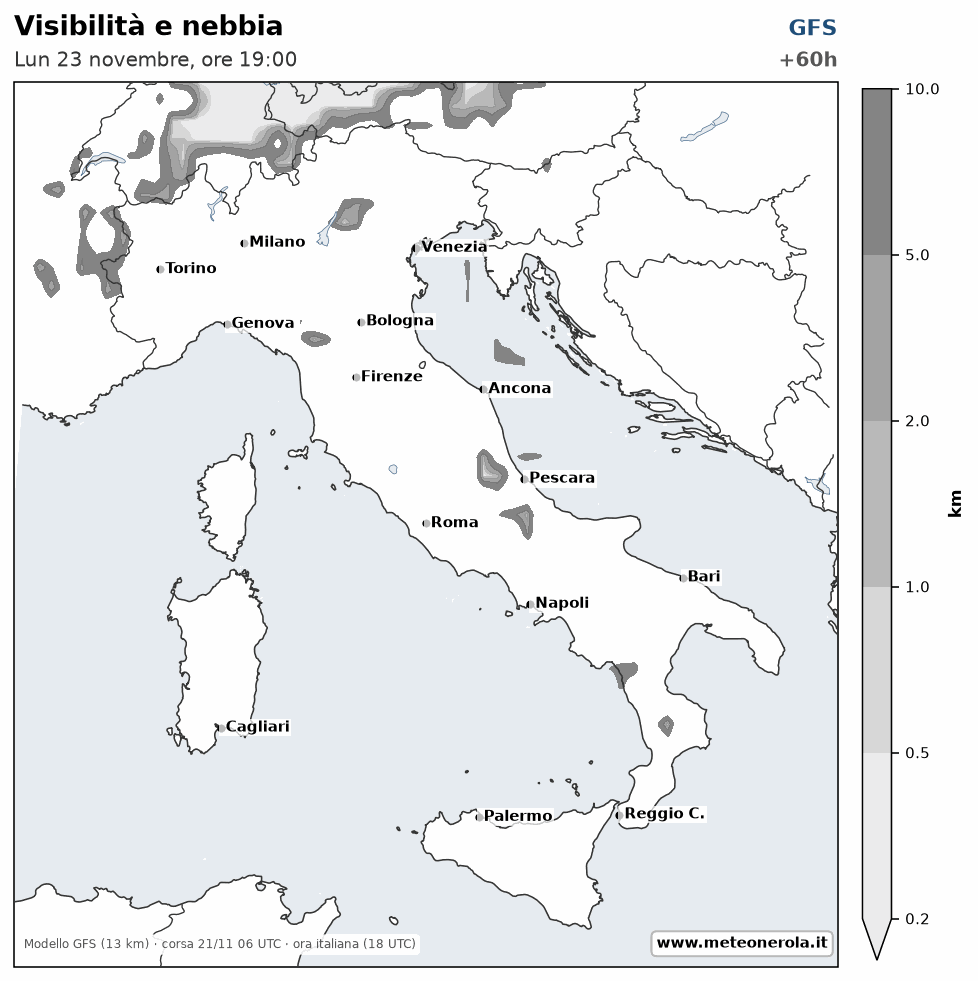 Visibilità e nebbia
GFS
Lun 23 novembre, ore 19:00
+60h
10.0
5.0
2.0
1.0
0.5
0.2
km
Milano
Venezia
Torino
Genova
Bologna
Firenze
Ancona
Pescara
Roma
Bari
Napoli
Cagliari
Palermo
Reggio C.
Modello GFS (13 km) · corsa 21/11 06 UTC · ora italiana (18 UTC)
www.meteonerola.it